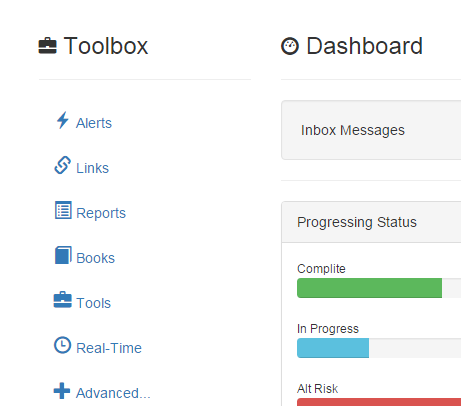 Toolbox
Alerts
Links
Reports
Books
Tools
Real-Time
Advanced...
Dashboard
Inbox Messages
Progressing Status
Complite
In Progress
Alt Risk